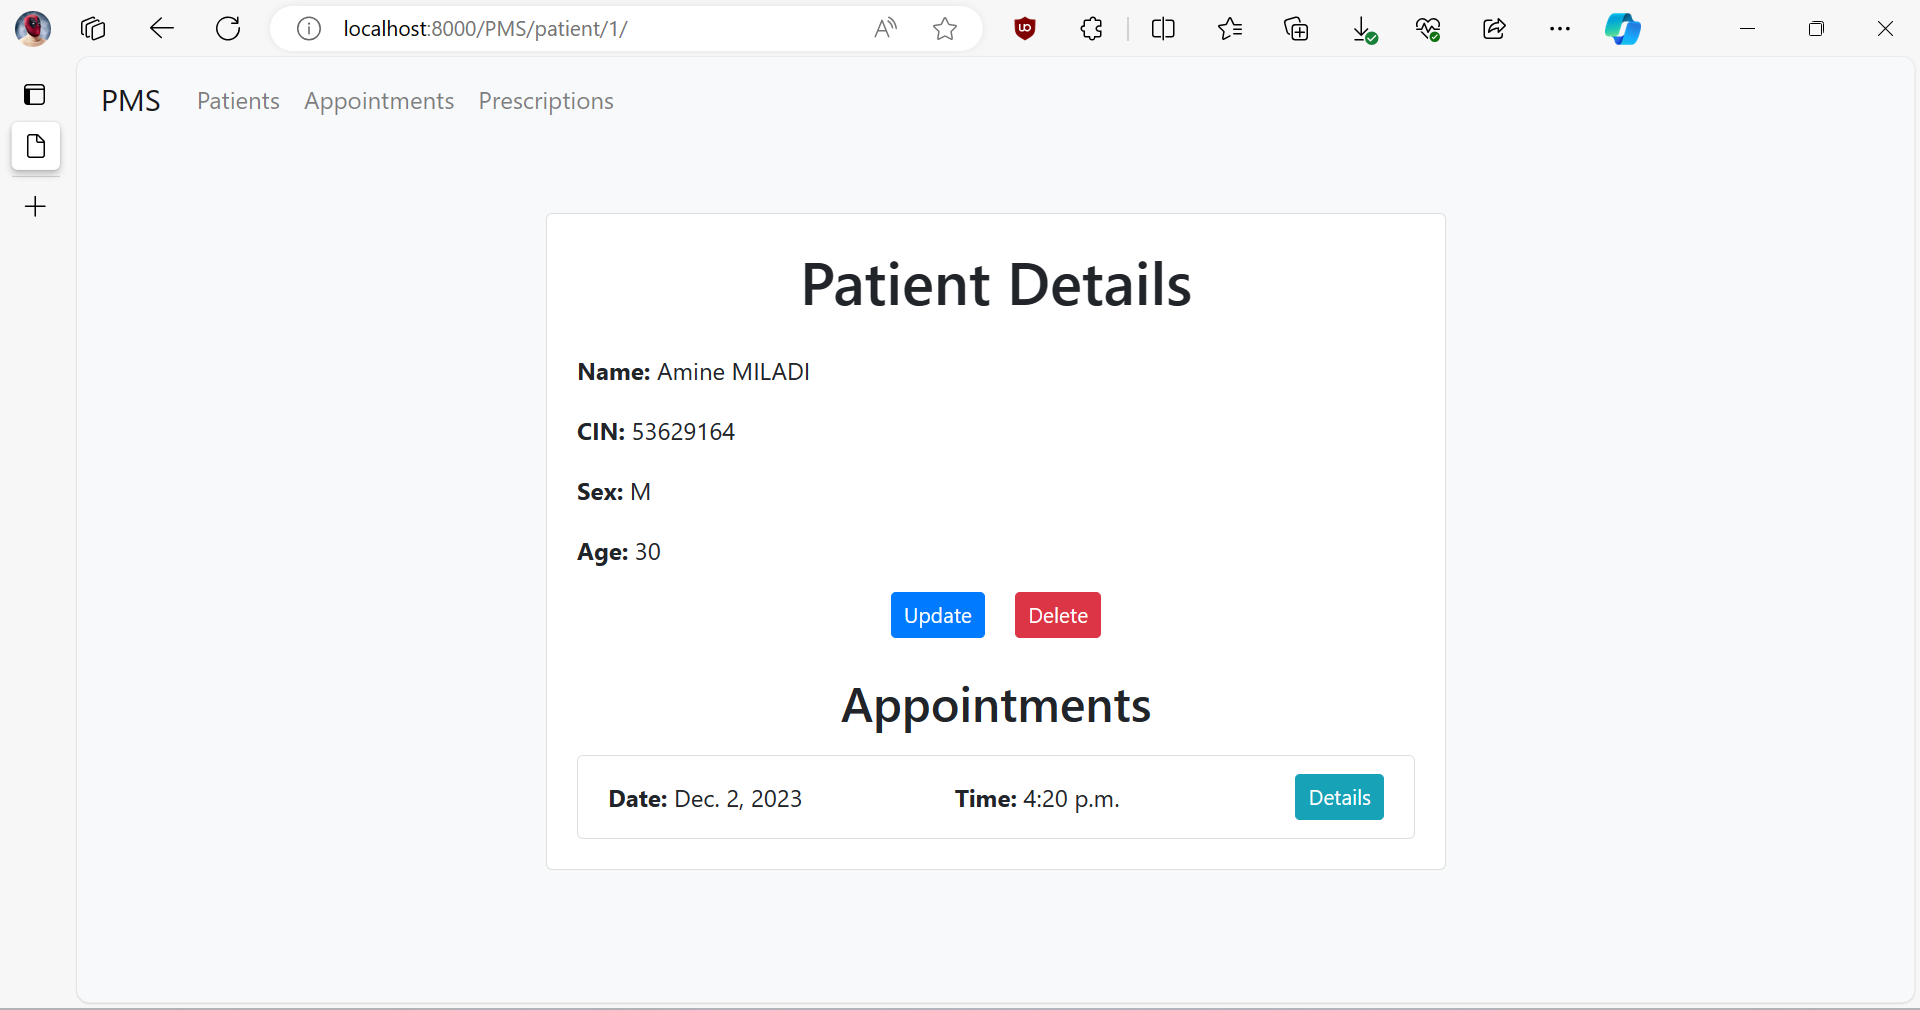 localhost:8000/PMS/patient/1/
PMS Patients Appointments Prescriptions
Patient Details
Name: Amine MILADI
CIN: 53629164
Sex: M
Age: 30
Update Delete
Appointments
Date: Dec. 2, 2023 Time: 4:20 p.m. Details